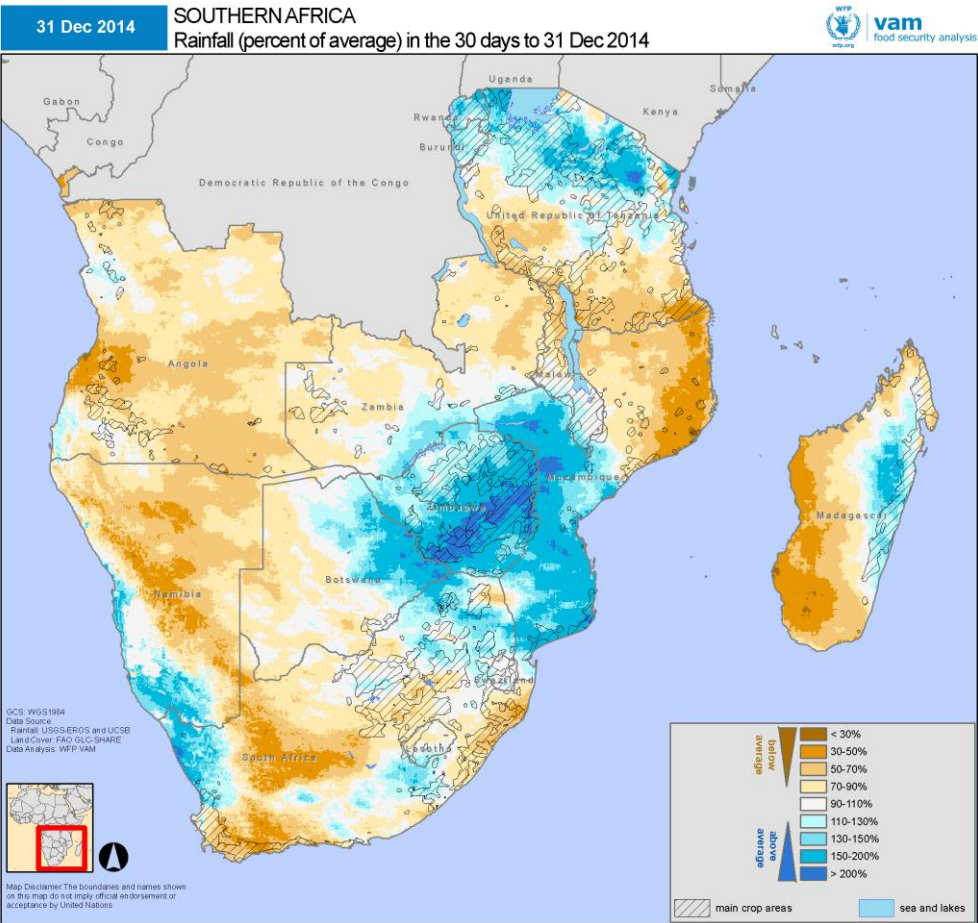 31 Dec 2014
SOUTHERN AFRICA
Rainfall (percent of average) in the 30 days to 31 Dec 2014
WFP
wfp.org
vam
food security analysis
Uganda
Somalia
Gabon
Kenya
Rwanda
Congo
Burundi
Democratic Republic of the Congo
United Republic of Tanzania
Angola
Malawi
Zambia
Mozambique
Zimbabwe
Madagascar
Botswana
Namibia
Swaziland
Lesotho
South Africa
GCS: WGS1984
Data Source:
Rainfall: USGS-EROS and UCSB
Land Cover: FAO GLC-SHARE
Data Analysis: WFP VAM
Map Disclaimer:The boundaries and names shown
on this map do not imply official endorsement or
acceptance by United Nations
below
average
above
average
< 30%
30-50%
50-70%
70-90%
90-110%
110-130%
130-150%
150-200%
> 200%
main crop areas
sea and lakes